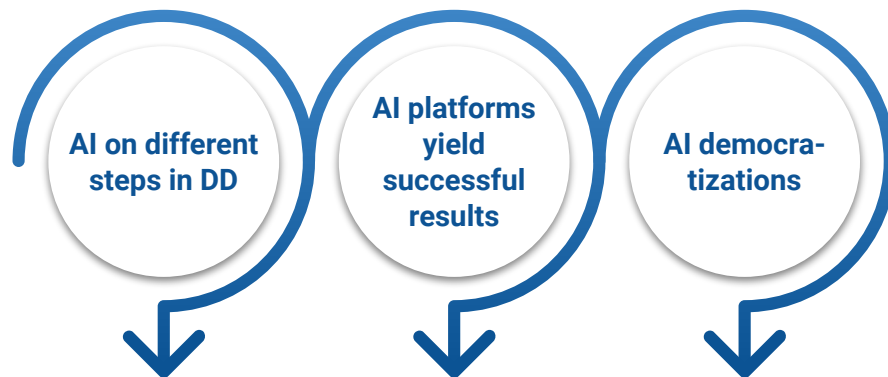 AI on different
steps in DD
AI platforms
yield
successful
results
AI democra-
tizations